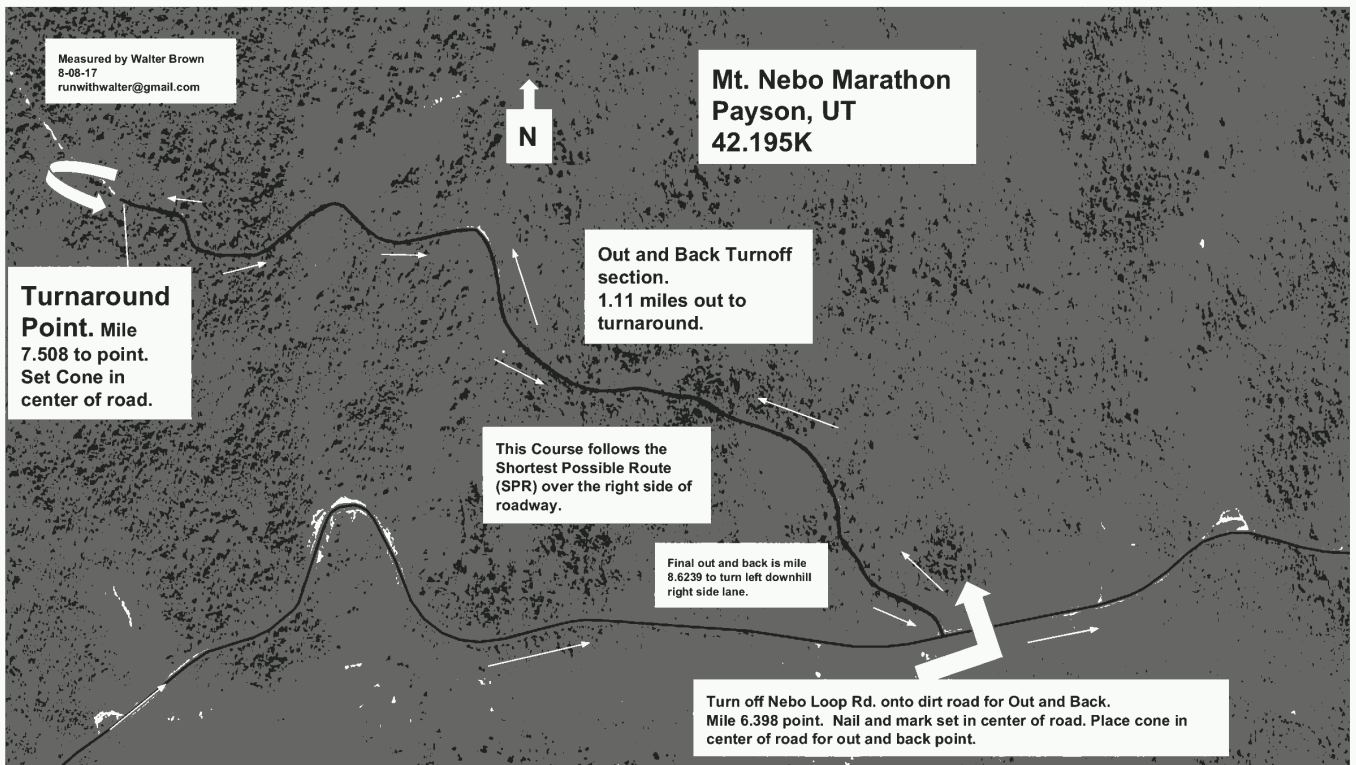 Measured by Walter Brown
8-08-17
runwithwalter@gmail.com
N
Mt. Nebo Marathon
Payson, UT
42.195K
Out and Back Turnoff
section.
1.11 miles out to
turnaround.
Turnaround
Point. Mile
7.508 to point.
Set Cone in
center of road.
This Course follows the
Shortest Possible Route
(SPR) over the right side of
roadway.
Final out and back is mile
8.6239 to turn left downhill
right side lane.
Turn off Nebo Loop Rd. onto dirt road for Out and Back.
Mile 6.398 point. Nail and mark set in center of road. Place cone in
center of road for out and back point.